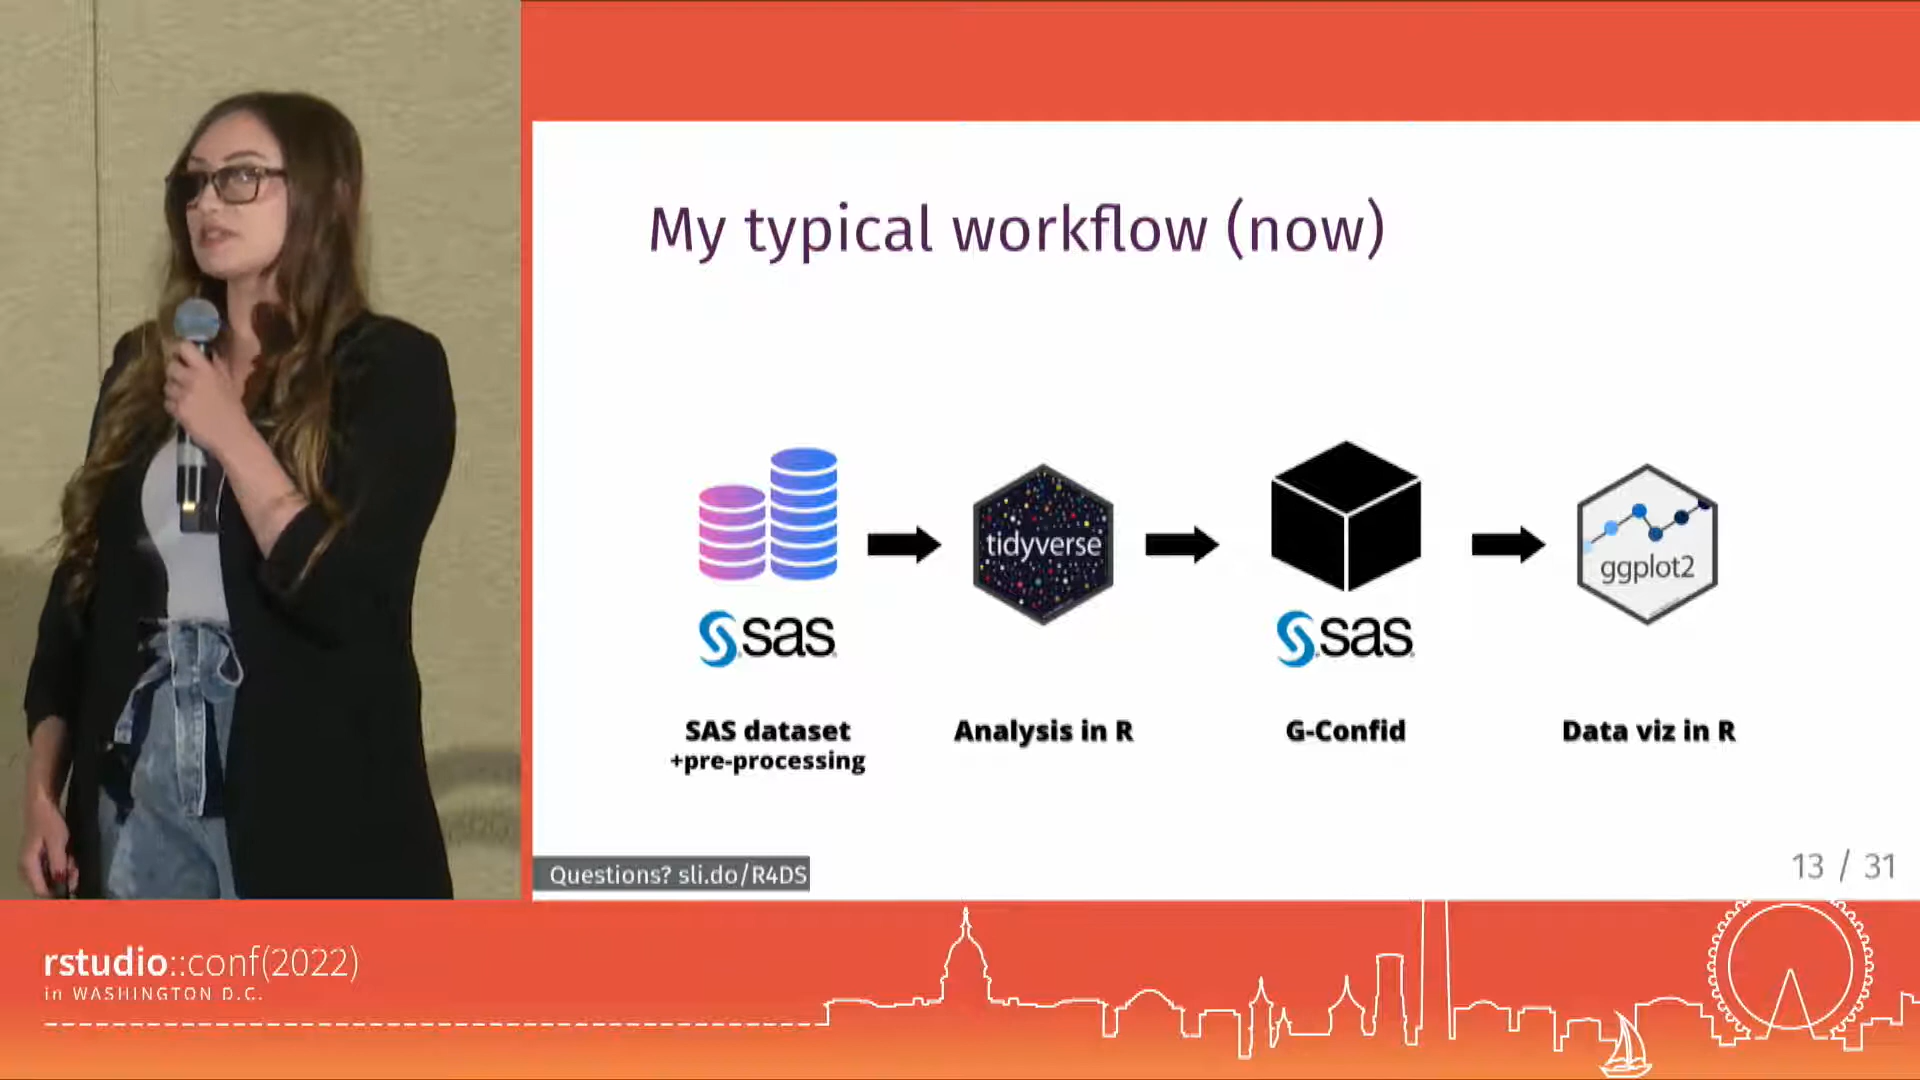 My typical workflow (now)
tidyverse
ggplot2
sas
sas
SAS dataset
+pre-processing
Analysis in R
G-Confid
Data viz in R
Questions? sli.do/R4DS
13 / 31
rstudio::conf(2022)
in WASHINGTON D.C.